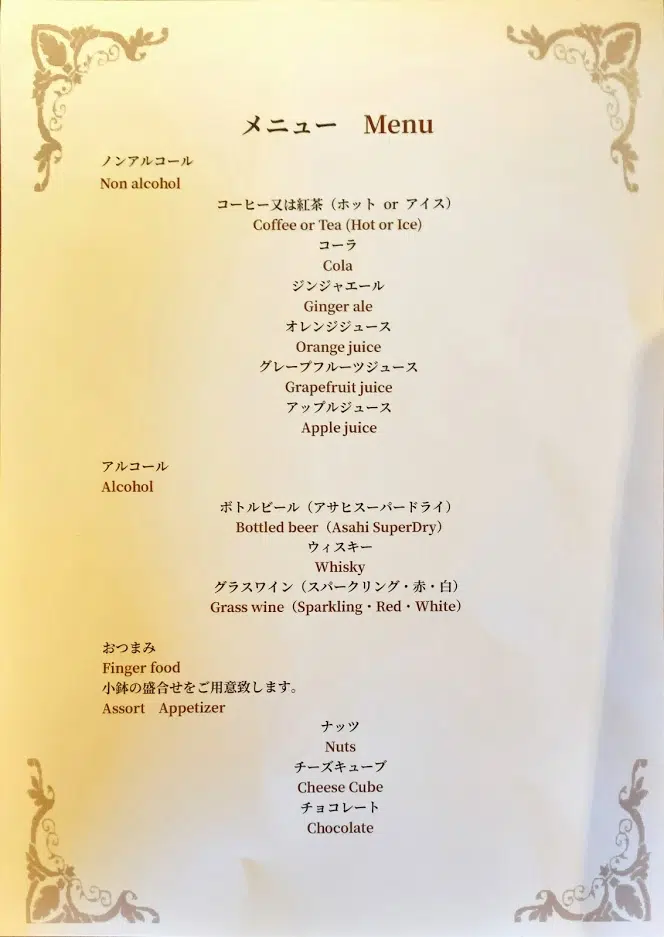 メニュー　Menu
ノンアルコール
Non alcohol
コーヒー又は紅茶（ホット or アイス）
Coffee or Tea (Hot or Ice)
コーラ
Cola
ジンジャエール
Ginger ale
オレンジジュース
Orange juice
グレープフルーツジュース
Grapefruit juice
アップルジュース
Apple juice
アルコール
Alcohol
ボトルビール（アサヒスーパードライ）
Bottled beer（Asahi SuperDry）
ウィスキー
Whisky
グラスワイン（スパークリング・赤・白）
Grass wine（Sparkling・Red・White）
おつまみ
Finger food
小鉢の盛合せをご用意致します。
Assort　Appetizer
ナッツ
Nuts
チーズキューブ
Cheese Cube
チョコレート
Chocolate